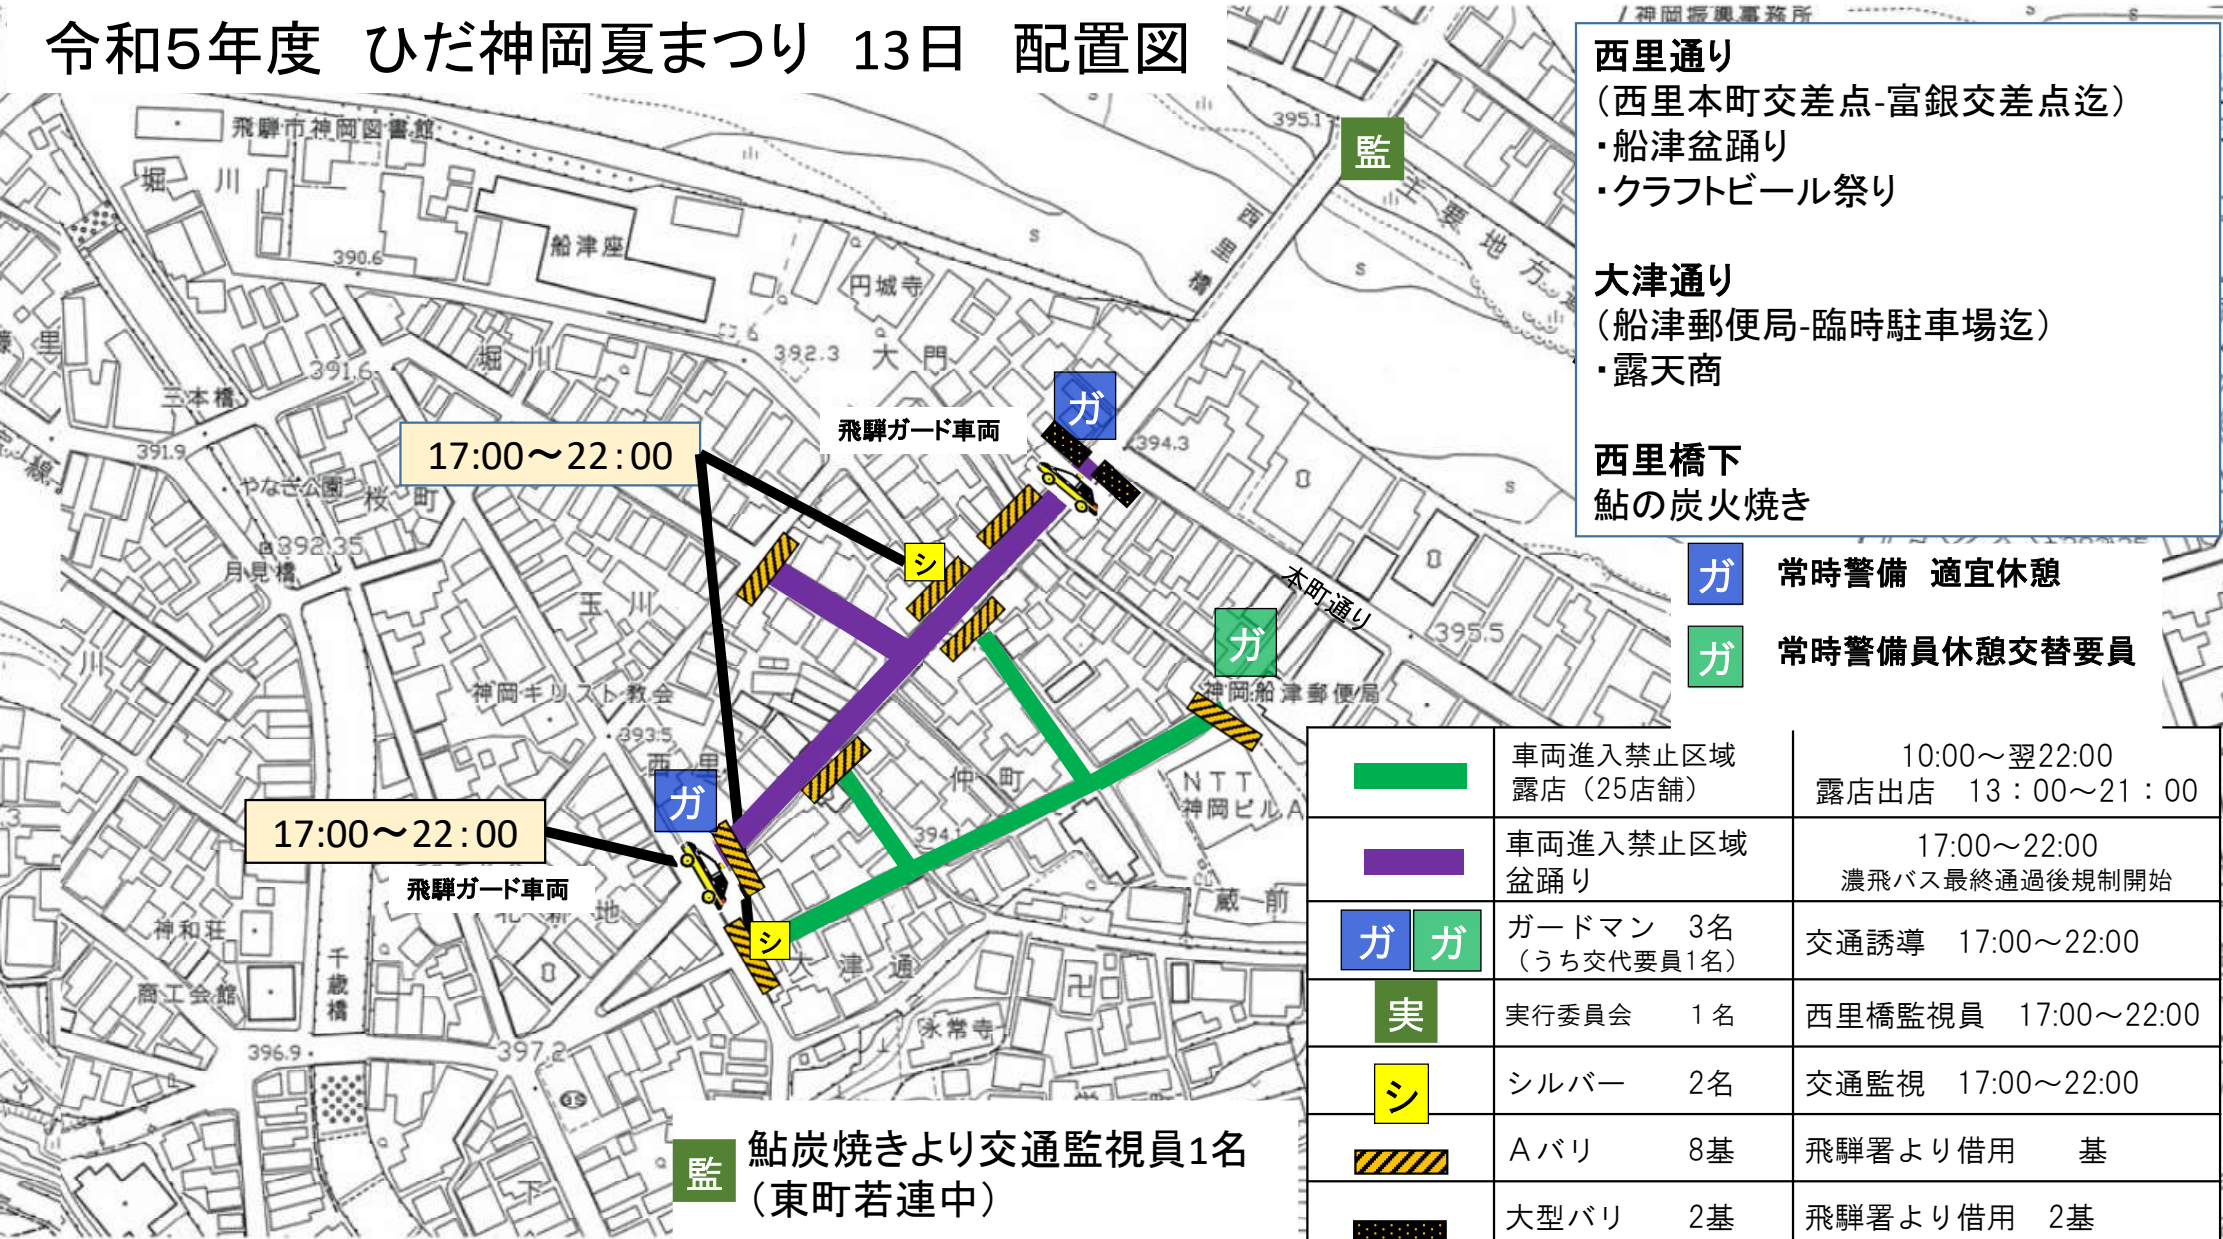 令和5年度　ひだ神岡夏まつり　13日　配置図
神岡振興事務所
西里通り
（西里本町交差点-富銀交差点迄）
・船津盆踊り
・クラフトビール祭り
大津通り
（船津郵便局-臨時駐車場迄）
・露天商
西里橋下
鮎の炭火焼き
ガ　常時警備　適宜休憩
ガ　常時警備員休憩交替要員
飛騨市神岡図書館
堀川
船津座
390.6
円城寺
395.1
監
西里橋
主要地方道
392.3
大門
堀川
391.6
三本橋
391.9
やなぎ公園
桜町
392.35
月見橋
17:00～22:00
飛騨ガード車両
ガ
394.3
シ
本町通り
395.5
ガ
神岡船津郵便局
玉川
川
神岡キリスト教会
393.5
西里
ガ
仲町
394.1
NTT
神岡ビルA
17:00～22:00
飛騨ガード車両
北新地
シ
大津通
蔵前
神和荘
商工会館
千歳橋
396.9
397.2
永常寺
下
監　鮎炭焼きより交通監視員1名
（東町若連中）
車両進入禁止区域
露店（25店舗）
10:00～翌22:00
露店出店　13：00～21：00
車両進入禁止区域
盆踊り
17:00～22:00
濃飛バス最終通過後規制開始
ガ　ガ　ガードマン　3名
（うち交代要員1名）
交通誘導　17:00～22:00
実　実行委員会　1名　西里橋監視員　17:00～22:00
シ　シルバー　2名　交通監視　17:00～22:00
Aバリ　8基　飛騨署より借用　基
大型バリ　2基　飛騨署より借用　2基